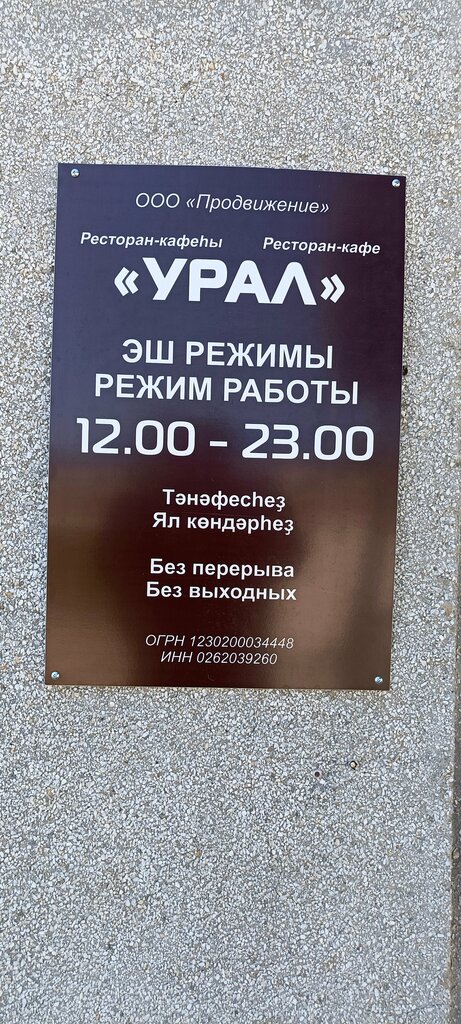 ООО «Продвижение»
Ресторан-кафеһы Ресторан-кафе
«УРАЛ»
ЭШ РЕЖИМЫ
РЕЖИМ РАБОТЫ
12.00 - 23.00
Тәнәфесһеҙ
Ял көндәрһеҙ
Без перерыва
Без выходных
ОГРН 1230200034448
ИНН 0262039260